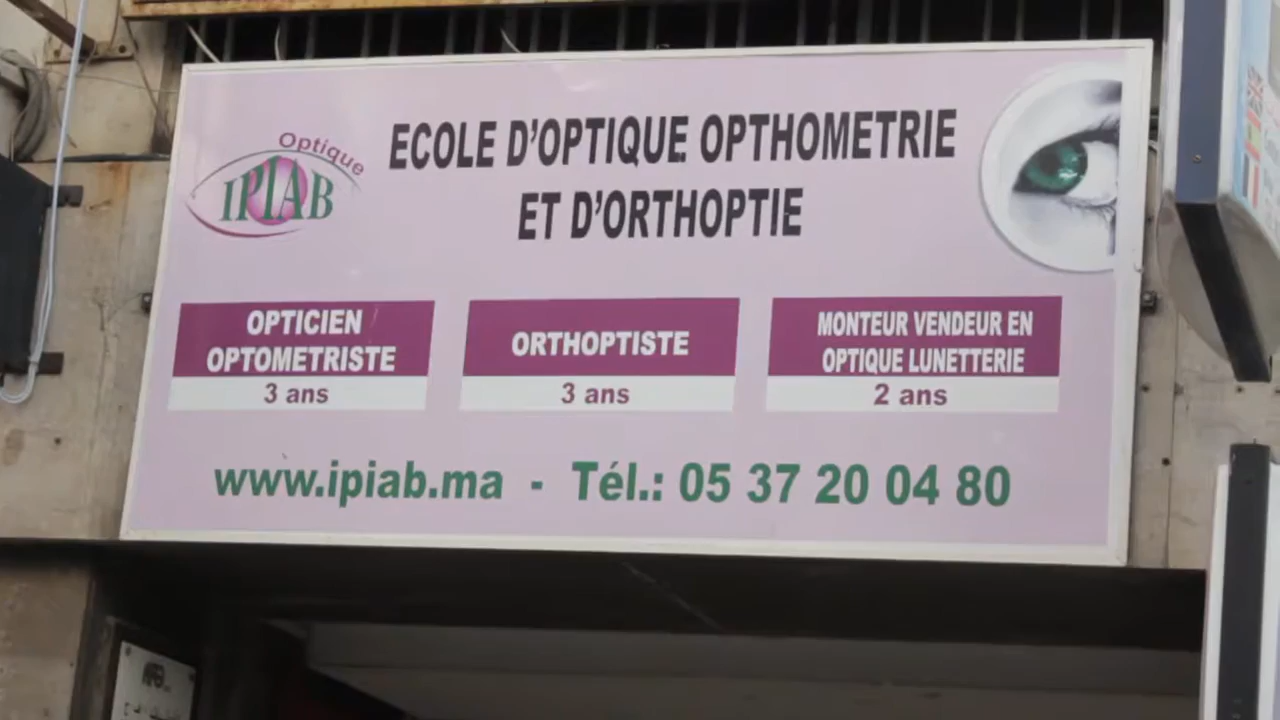 Optique
IPIAB
ECOLE D'OPTIQUE OPTHOMETRIE
ET D'ORTHOPTIE
OPTICIEN
OPTOMETRISTE
3 ans
ORTHOPTISTE
3 ans
MONTEUR VENDEUR EN
OPTIQUE LUNETTERIE
2 ans
www.ipiab.ma - Tél.: 05 37 20 04 80